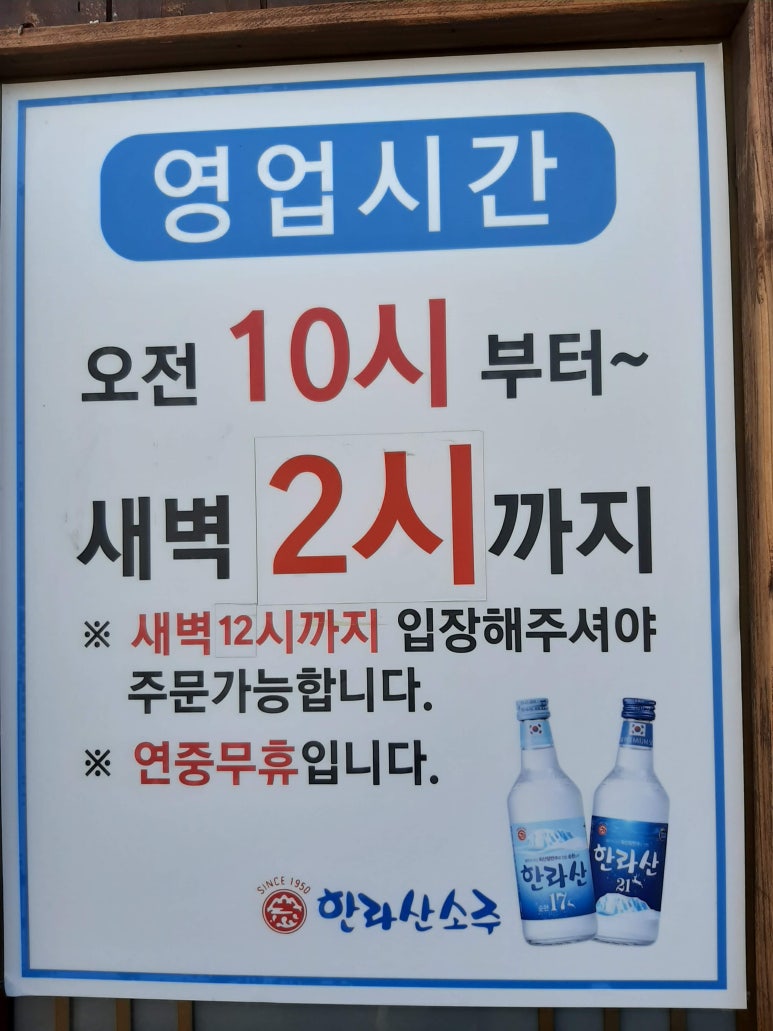 영업시간
오전 10시 부터~
새벽 2시까지
※ 새벽12시까지 입장해주셔야
주문가능합니다.
※ 연중무휴입니다.
SINCE 1950
한라산소주
한라산
17
한라산
21